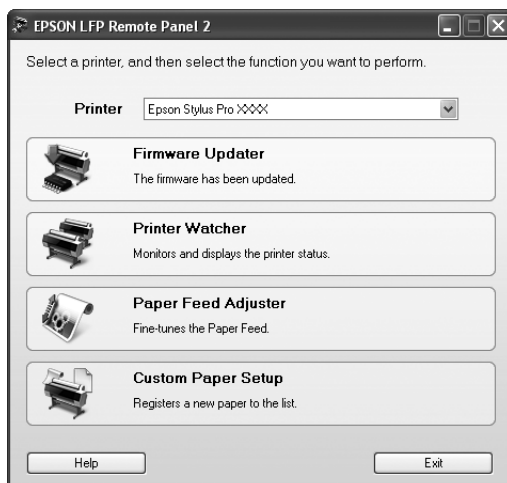 EPSON LFP Remote Panel 2
Select a printer, and then select the function you want to perform.
Printer
Epson Stylus Pro XXXX
Firmware Updater
The firmware has been updated.
Printer Watcher
Monitors and displays the printer status.
Paper Feed Adjuster
Fine-tunes the Paper Feed.
Custom Paper Setup
Registers a new paper to the list.
Help
Exit